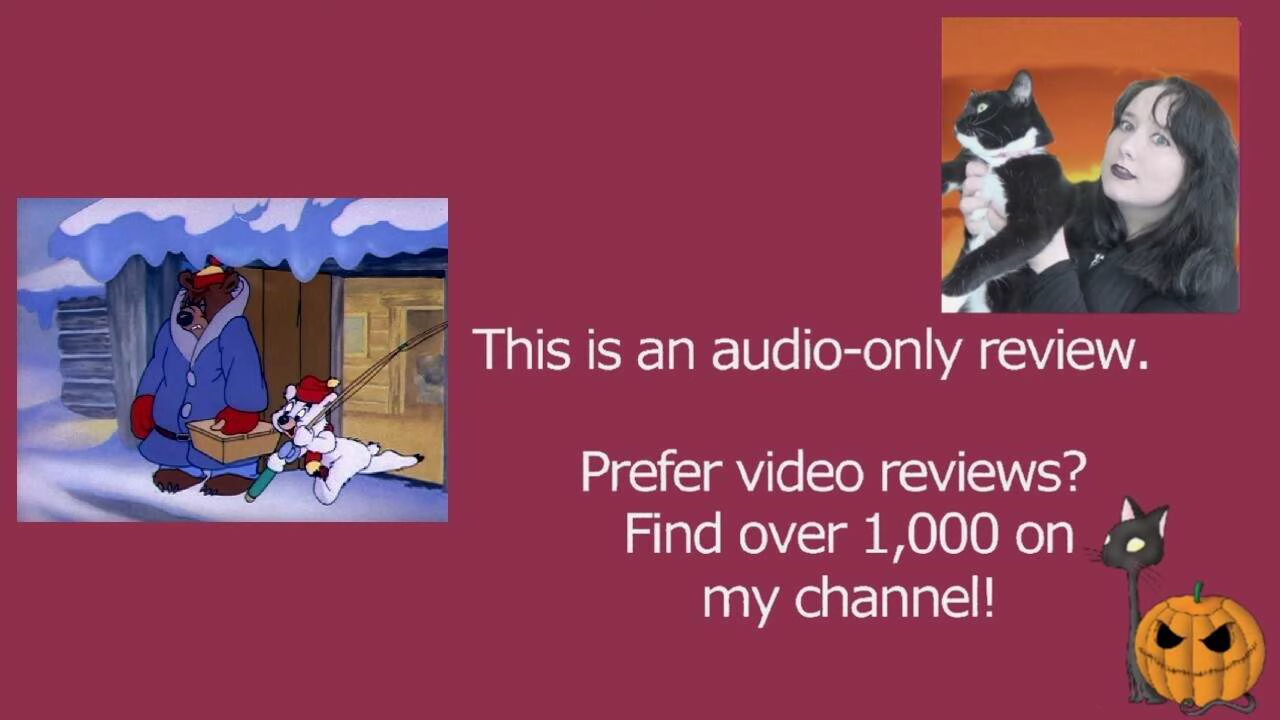 This is an audio-only review.
Prefer video reviews?
Find over 1,000 on
my channel!